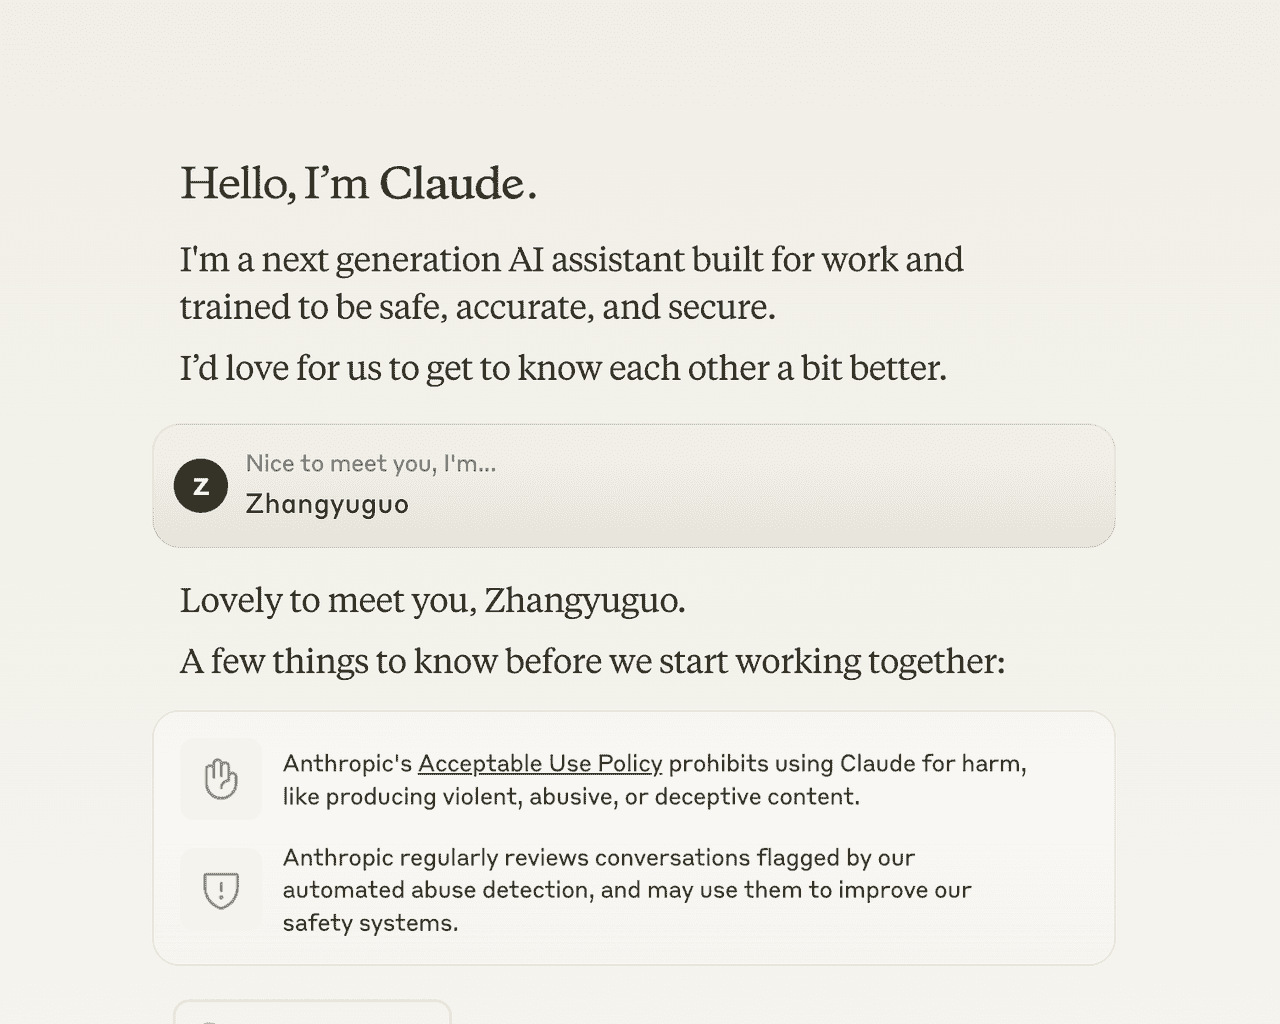 Hello, I’m Claude.
I'm a next generation AI assistant built for work and
trained to be safe, accurate, and secure.
I’d love for us to get to know each other a bit better.
Z
Nice to meet you, I'm...
Zhangyuguo
Lovely to meet you, Zhangyuguo.
A few things to know before we start working together:
Anthropic's Acceptable Use Policy prohibits using Claude for harm,
like producing violent, abusive, or deceptive content.
Anthropic regularly reviews conversations flagged by our
automated abuse detection, and may use them to improve our
safety systems.